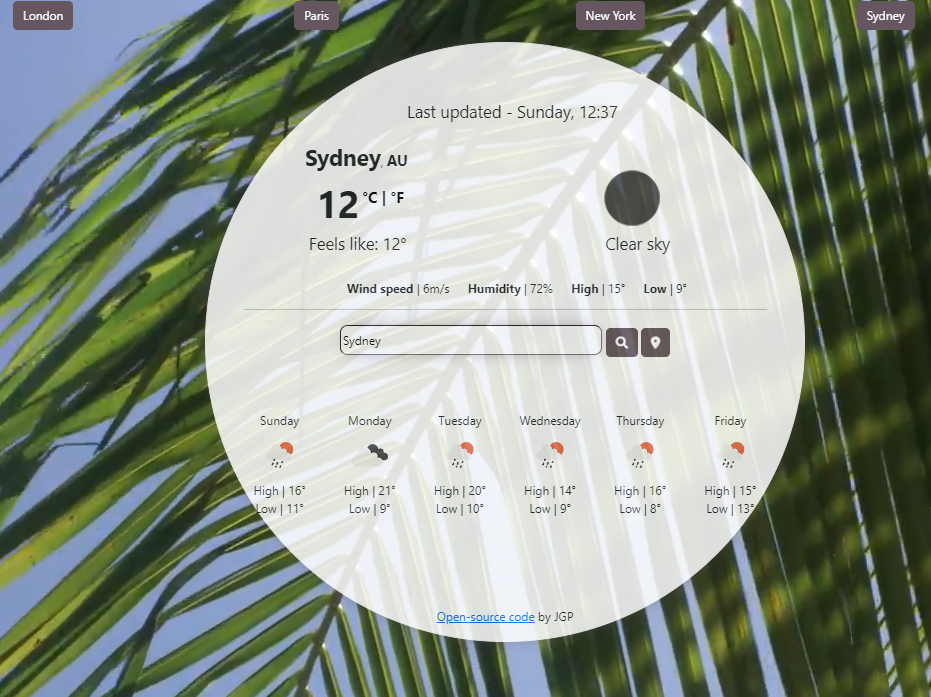 London Paris New York Sydney
Last updated - Sunday, 12:37
Sydney, AU
12 °C | °F
Feels like: 12°
Clear sky
Wind speed | 6m/s Humidity | 72% High | 15° Low | 9°
Sydney
Sunday Monday Tuesday Wednesday Thursday Friday
High | 16° High | 21° High | 20° High | 14° High | 16° High | 15°
Low | 11° Low | 9° Low | 10° Low | 9° Low | 8° Low | 13°
Open-source code by JGP